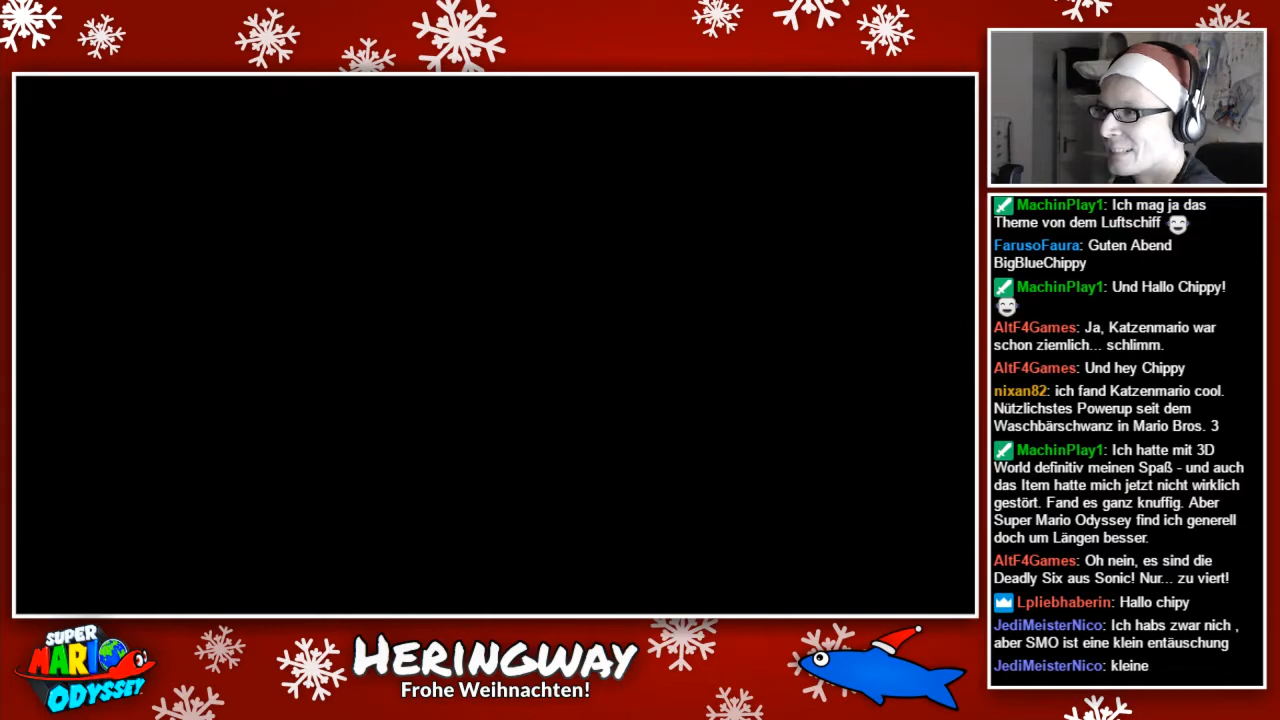 MachinPlay1: Ich mag ja das
Theme von dem Luftschiff
FarusoFaura: Guten Abend
BigBlueChippy
MachinPlay1: Und Hallo Chippy!
AltF4Games: Ja, Katzenmario war
schon ziemlich... schlimm.
AltF4Games: Und hey Chippy
nixan82: ich fand Katzenmario cool.
Nützlichstes Powerup seit dem
Waschbärschwanz in Mario Bros. 3
MachinPlay1: Ich hatte mit 3D
World definitiv meinen Spaß - und auch
das Item hatte mich jetzt nicht wirklich
gestört. Fand es ganz knuffig. Aber
Super Mario Odyssey find ich generell
doch um Längen besser.
AltF4Games: Oh nein, es sind die
Deadly Six aus Sonic! Nur... zu viert!
Lpliebhaberin: Hallo chipy
JediMeisterNico: Ich habs zwar nich ,
aber SMO ist eine klein entäuschung
JediMeisterNico: kleine
SUPER
MARIO
ODYSSEY
HERINGWAY
Frohe Weihnachten!